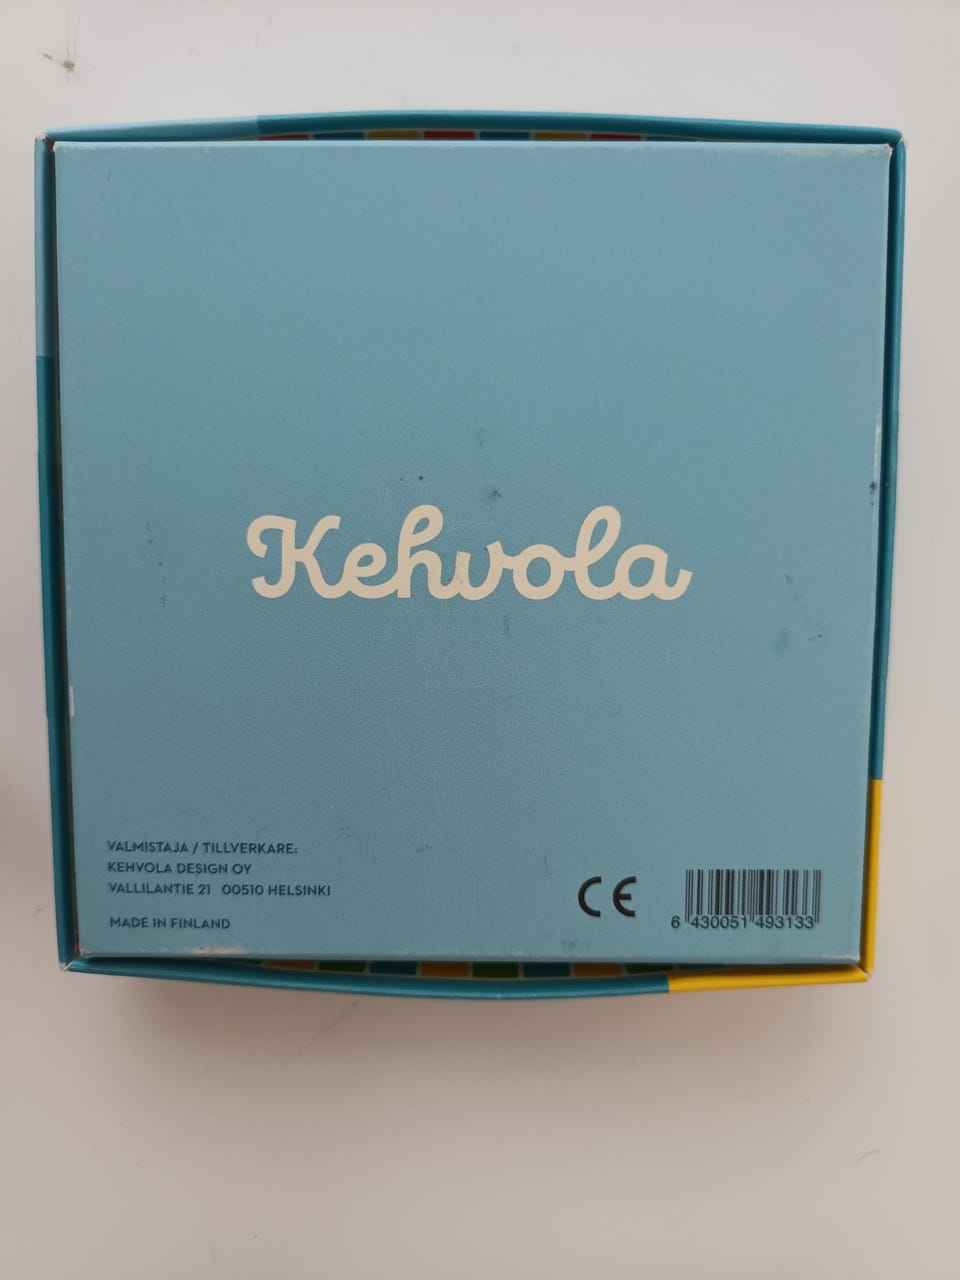 Kehvola
VALMISTAJA / TILLVERKARE:
KEHVOLA DESIGN OY
VALLILANTIE 21 00510 HELSINKI
MADE IN FINLAND
CE
6 430051 493133